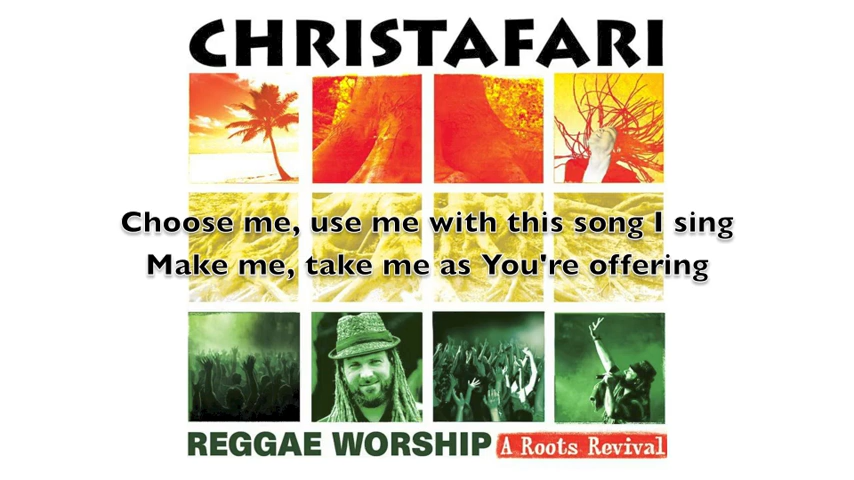 CHRISTAFARI
Choose me, use me with this song I sing
Make me, take me as You're offering
REGGAE WORSHIP A Roots Revival